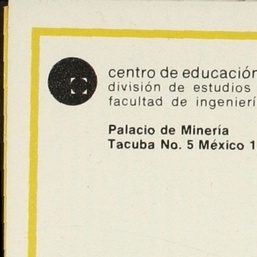 centro de educación
división de estudios
facultad de ingenierí
Palacio de Minería
Tacuba No. 5 México 1